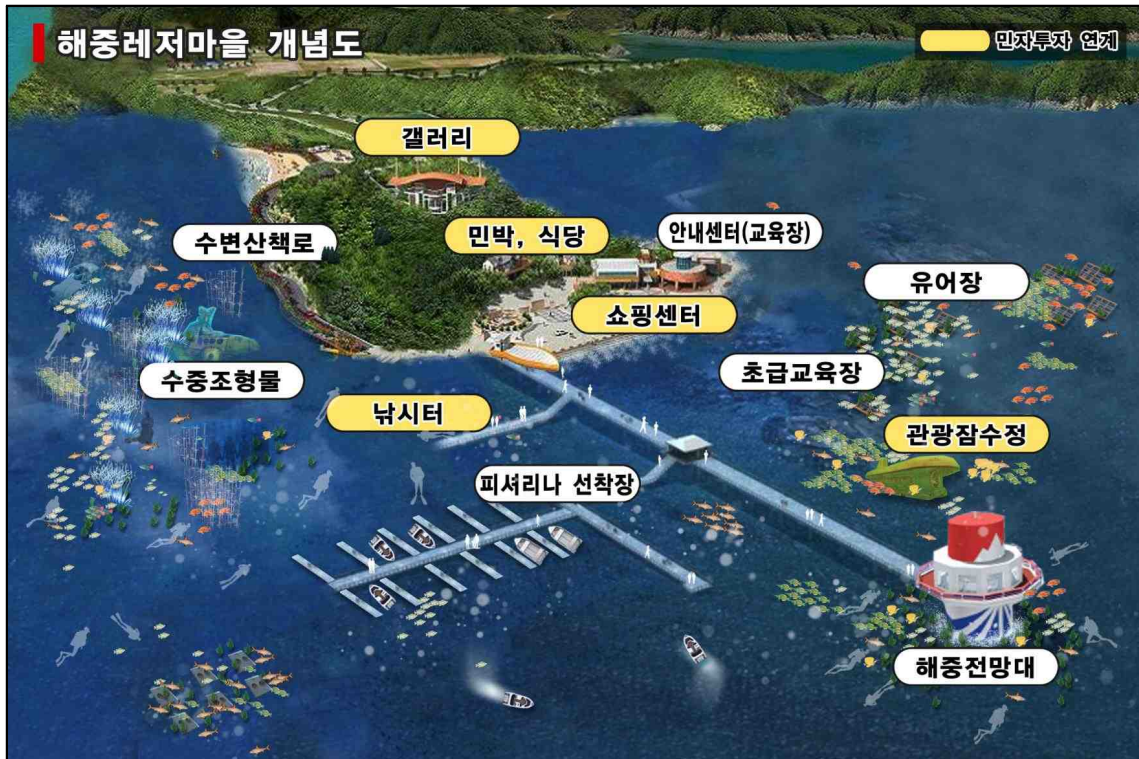 해중레저마을 개념도
민자투자 연계
갤러리
수변산책로
민박, 식당
안내센터(교육장)
유어장
쇼핑센터
수중조형물
초급교육장
낚시터
관광잠수정
피셔리나 선착장
해중전망대